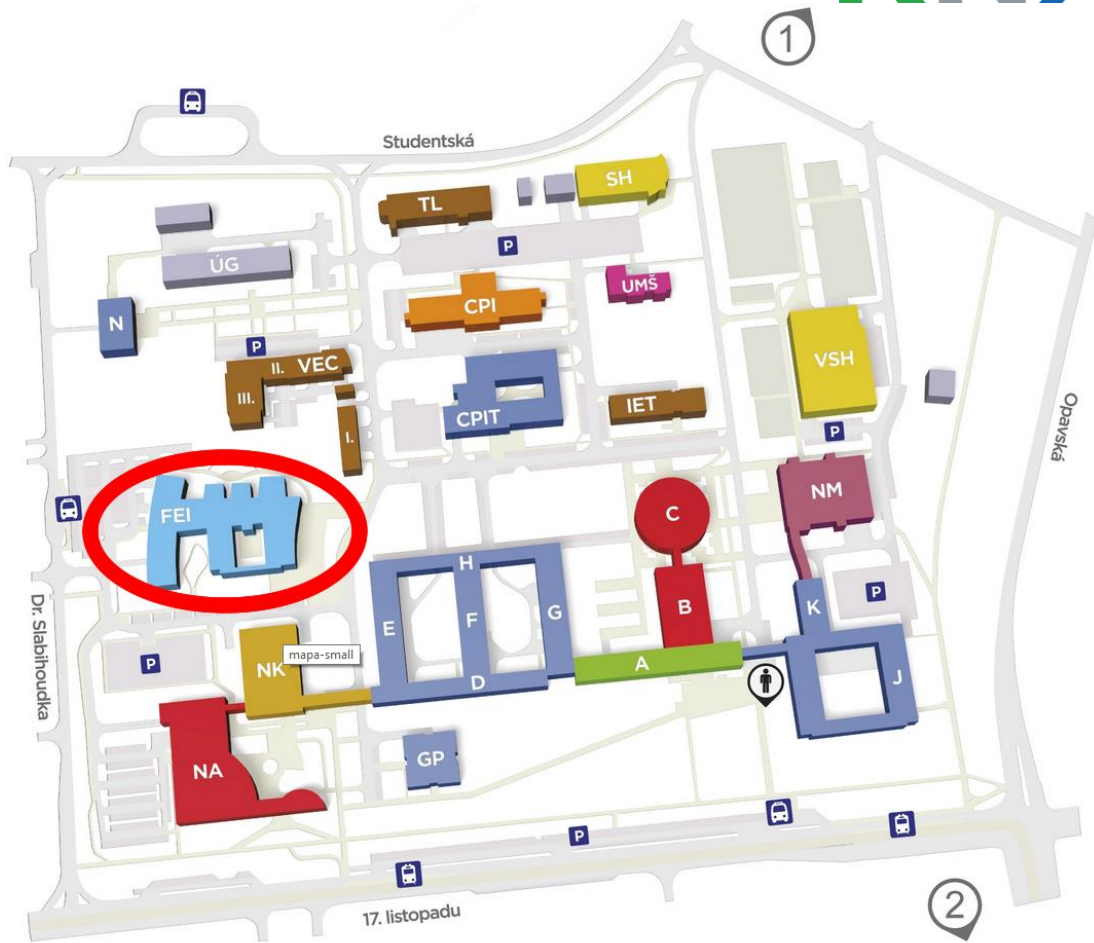 1
Studentská
SH
TL
P
ÚG
UMŠ
CPI
N
P
II. VEC
VSH
III.
IET
CPIT
I.
P
Opavská
NM
FEI
C
H
Dr. Slabihoudka
E
F
G
B
K
P
P
NK
mapa-small
A
D
J
NA
GP
P
17. listopadu
2